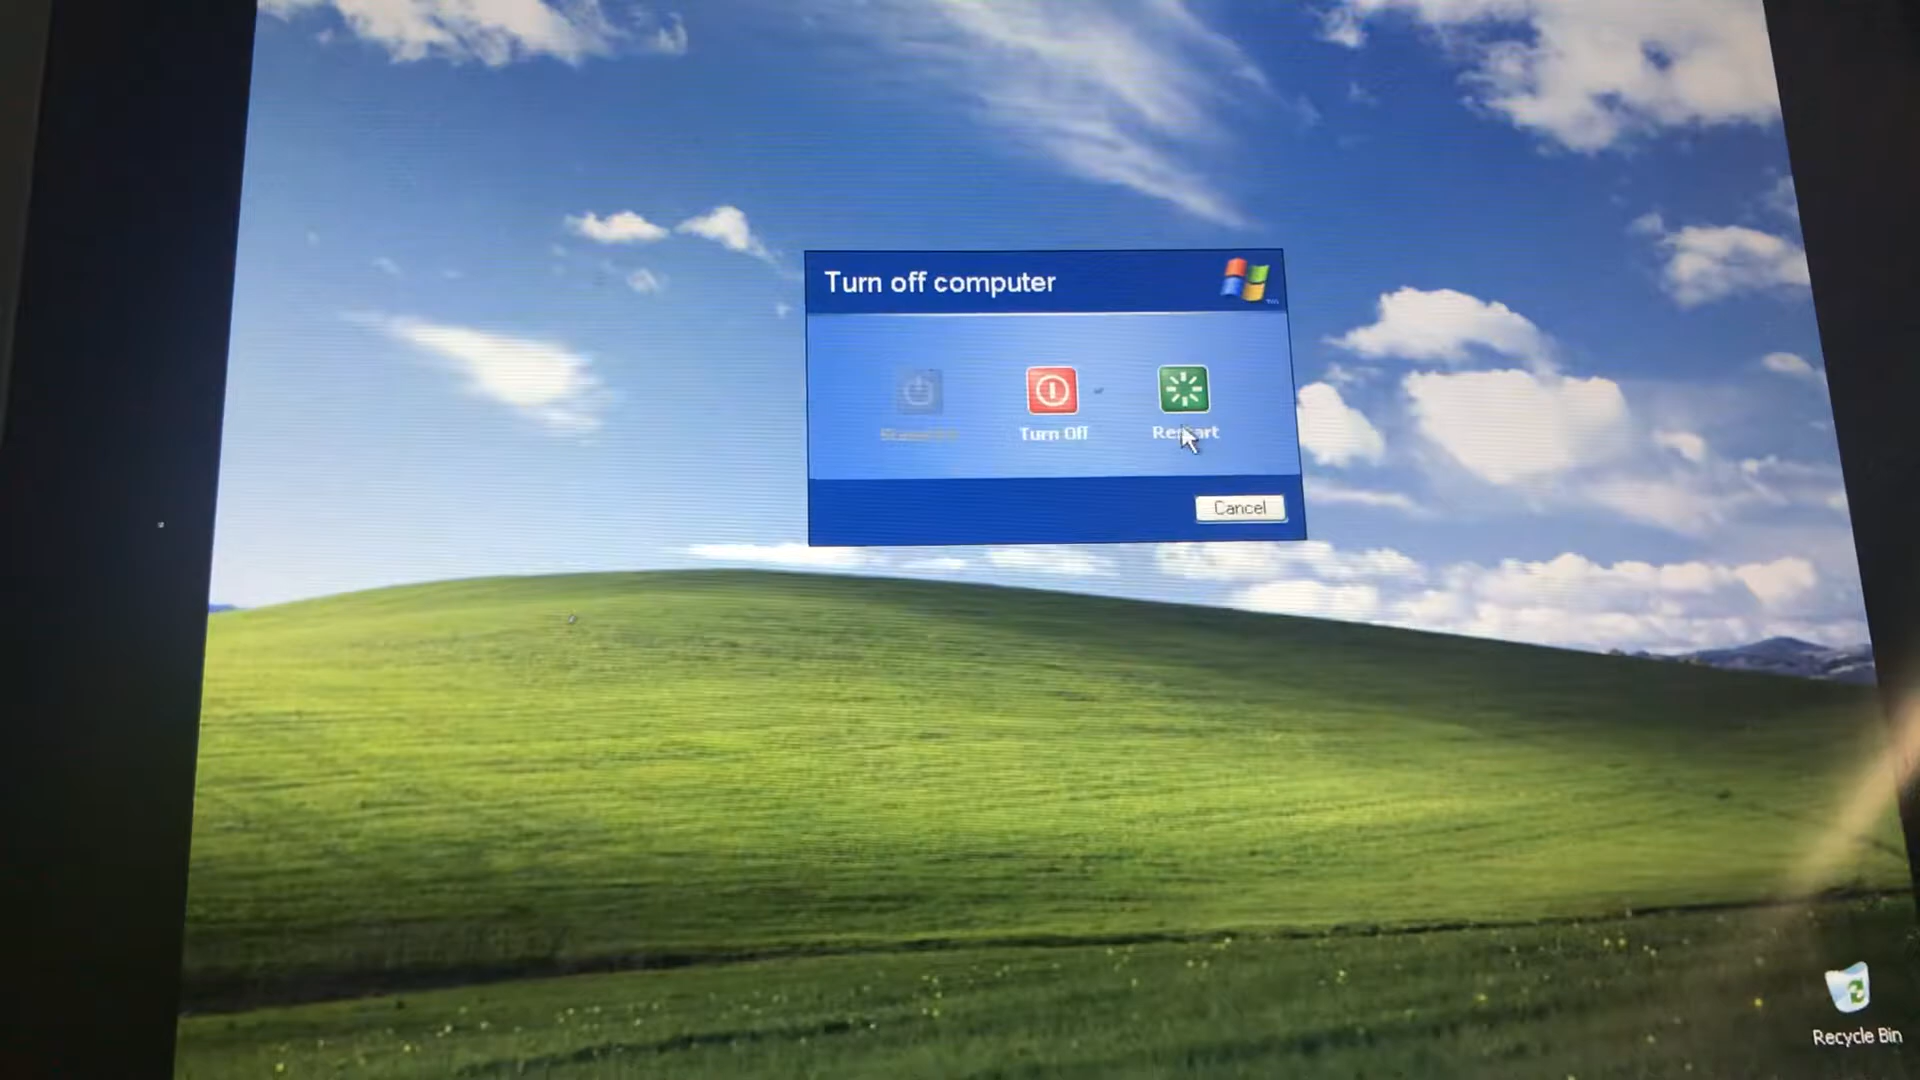 Turn off computer
Turn Off
Restart
Cancel
Recycle Bin